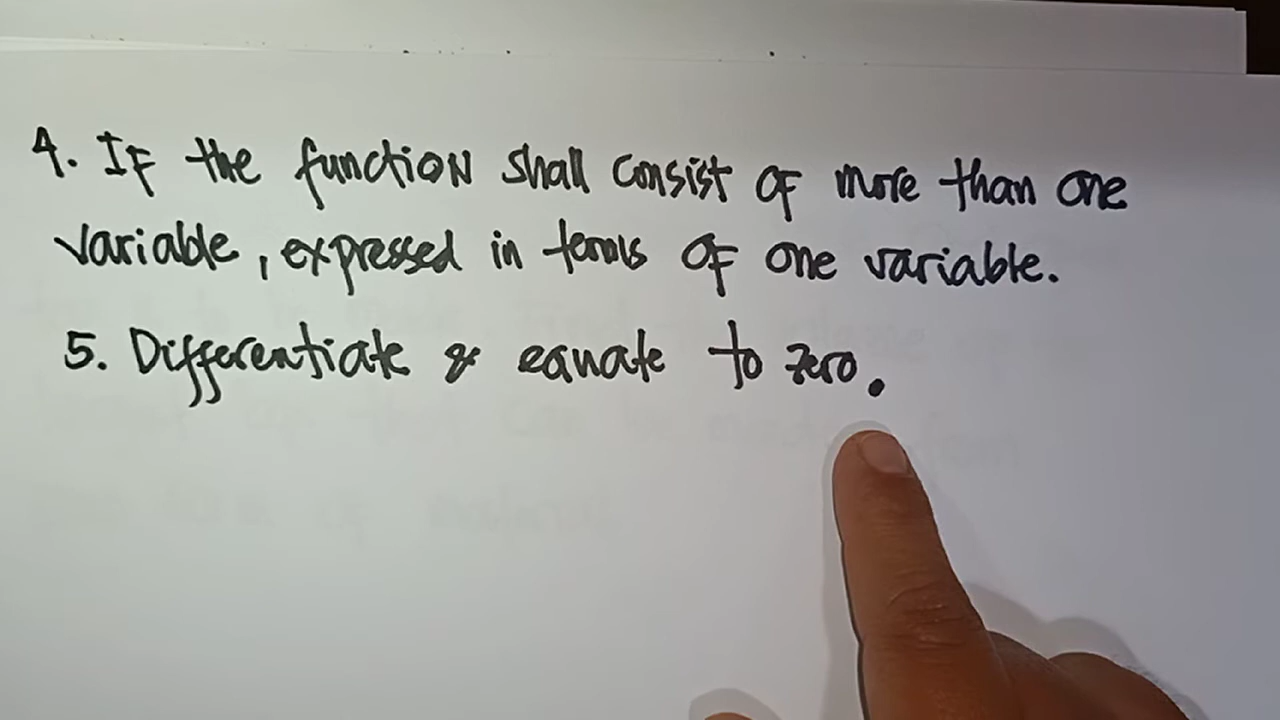 4. If the function shall consist of more than one
variable, expressed in terms of one variable.
5. Differentiate & equate to zero.